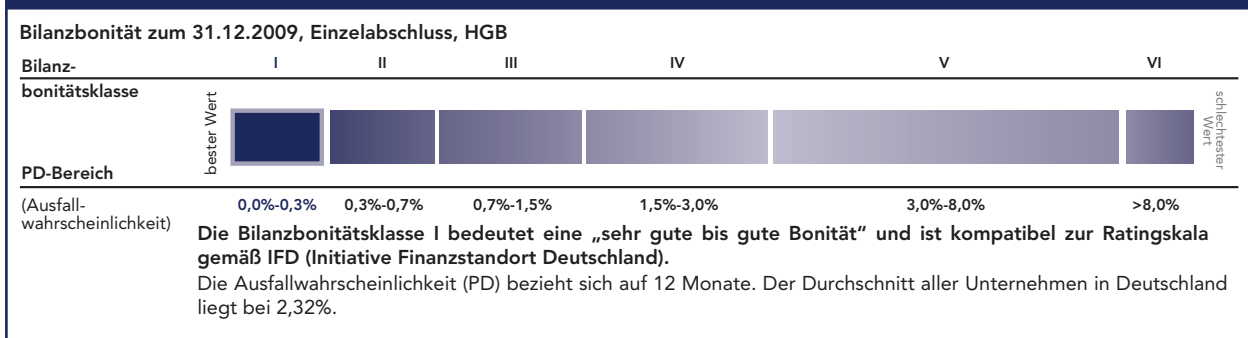 Bilanzbonität zum 31.12.2009, Einzelabschluss, HGB
Bilanz- I II III IV V VI
bonitätsklasse
bester Wert
schlechtester
Wert
PD-Bereich
(Ausfall- 0,0%-0,3% 0,3%-0,7% 0,7%-1,5% 1,5%-3,0% 3,0%-8,0% >8,0%
wahrscheinlichkeit)
Die Bilanzbonitätsklasse I bedeutet eine „sehr gute bis gute Bonität“ und ist kompatibel zur Ratingskala
gemäß IFD (Initiative Finanzstandort Deutschland).
Die Ausfallwahrscheinlichkeit (PD) bezieht sich auf 12 Monate. Der Durchschnitt aller Unternehmen in Deutschland
liegt bei 2,32%.